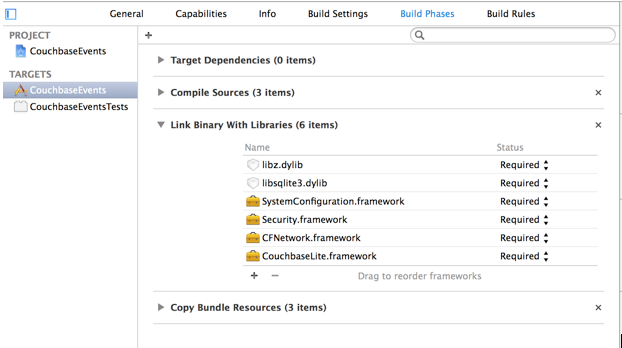 General Capabilities Info Build Settings Build Phases Build Rules
PROJECT
CouchbaseEvents
TARGETS
CouchbaseEvents
CouchbaseEventsTests
+
Target Dependencies (0 items)
Compile Sources (3 items) ×
Link Binary With Libraries (6 items) ×
Name Status
libz.dylib Required
libsqlite3.dylib Required
SystemConfiguration.framework Required
Security.framework Required
CFNetwork.framework Required
CouchbaseLite.framework Required
+ − Drag to reorder frameworks
Copy Bundle Resources (3 items) ×